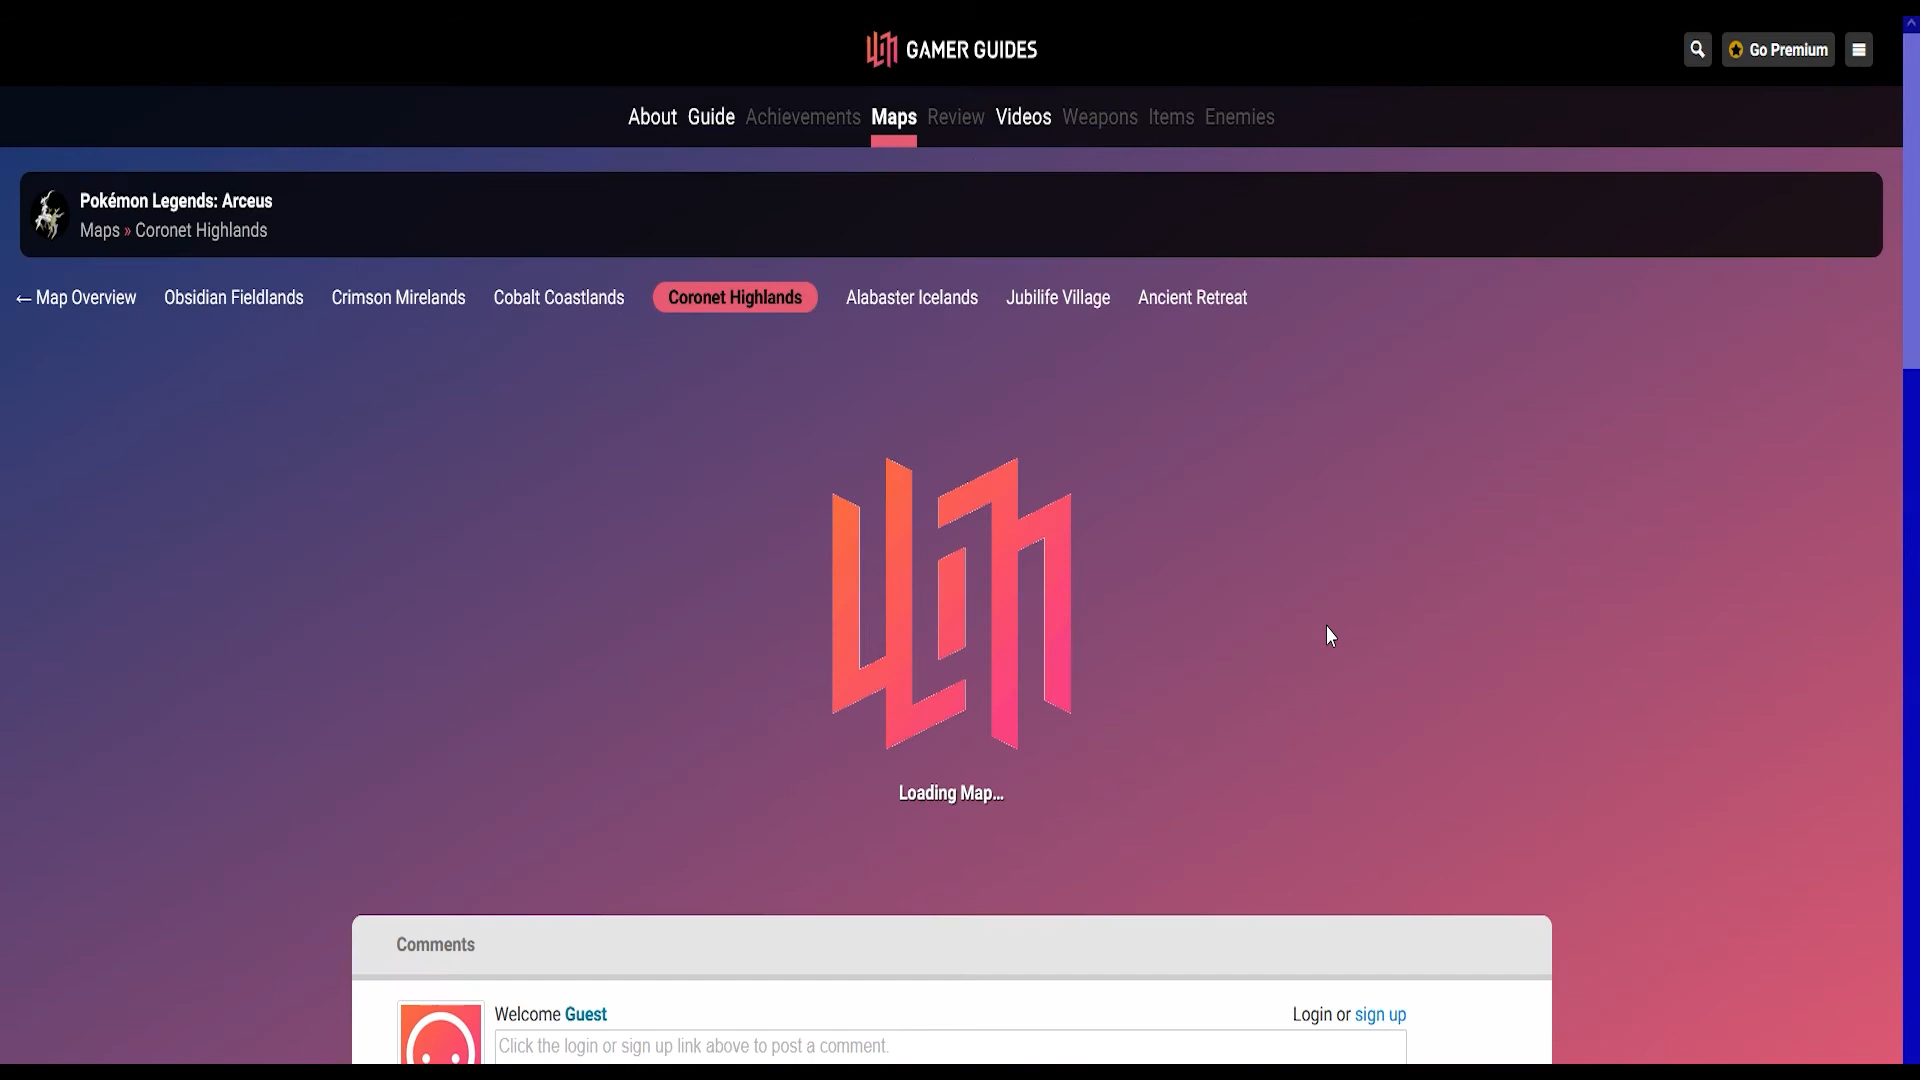 GAMER GUIDES
Go Premium
About Guide Achievements Maps Review Videos Weapons Items Enemies
Pokémon Legends: Arceus
Maps » Coronet Highlands
← Map Overview Obsidian Fieldlands Crimson Mirelands Cobalt Coastlands Coronet Highlands Alabaster Icelands Jubilife Village Ancient Retreat
Loading Map...
Comments
Welcome Guest Login or sign up
Click the login or sign up link above to post a comment.